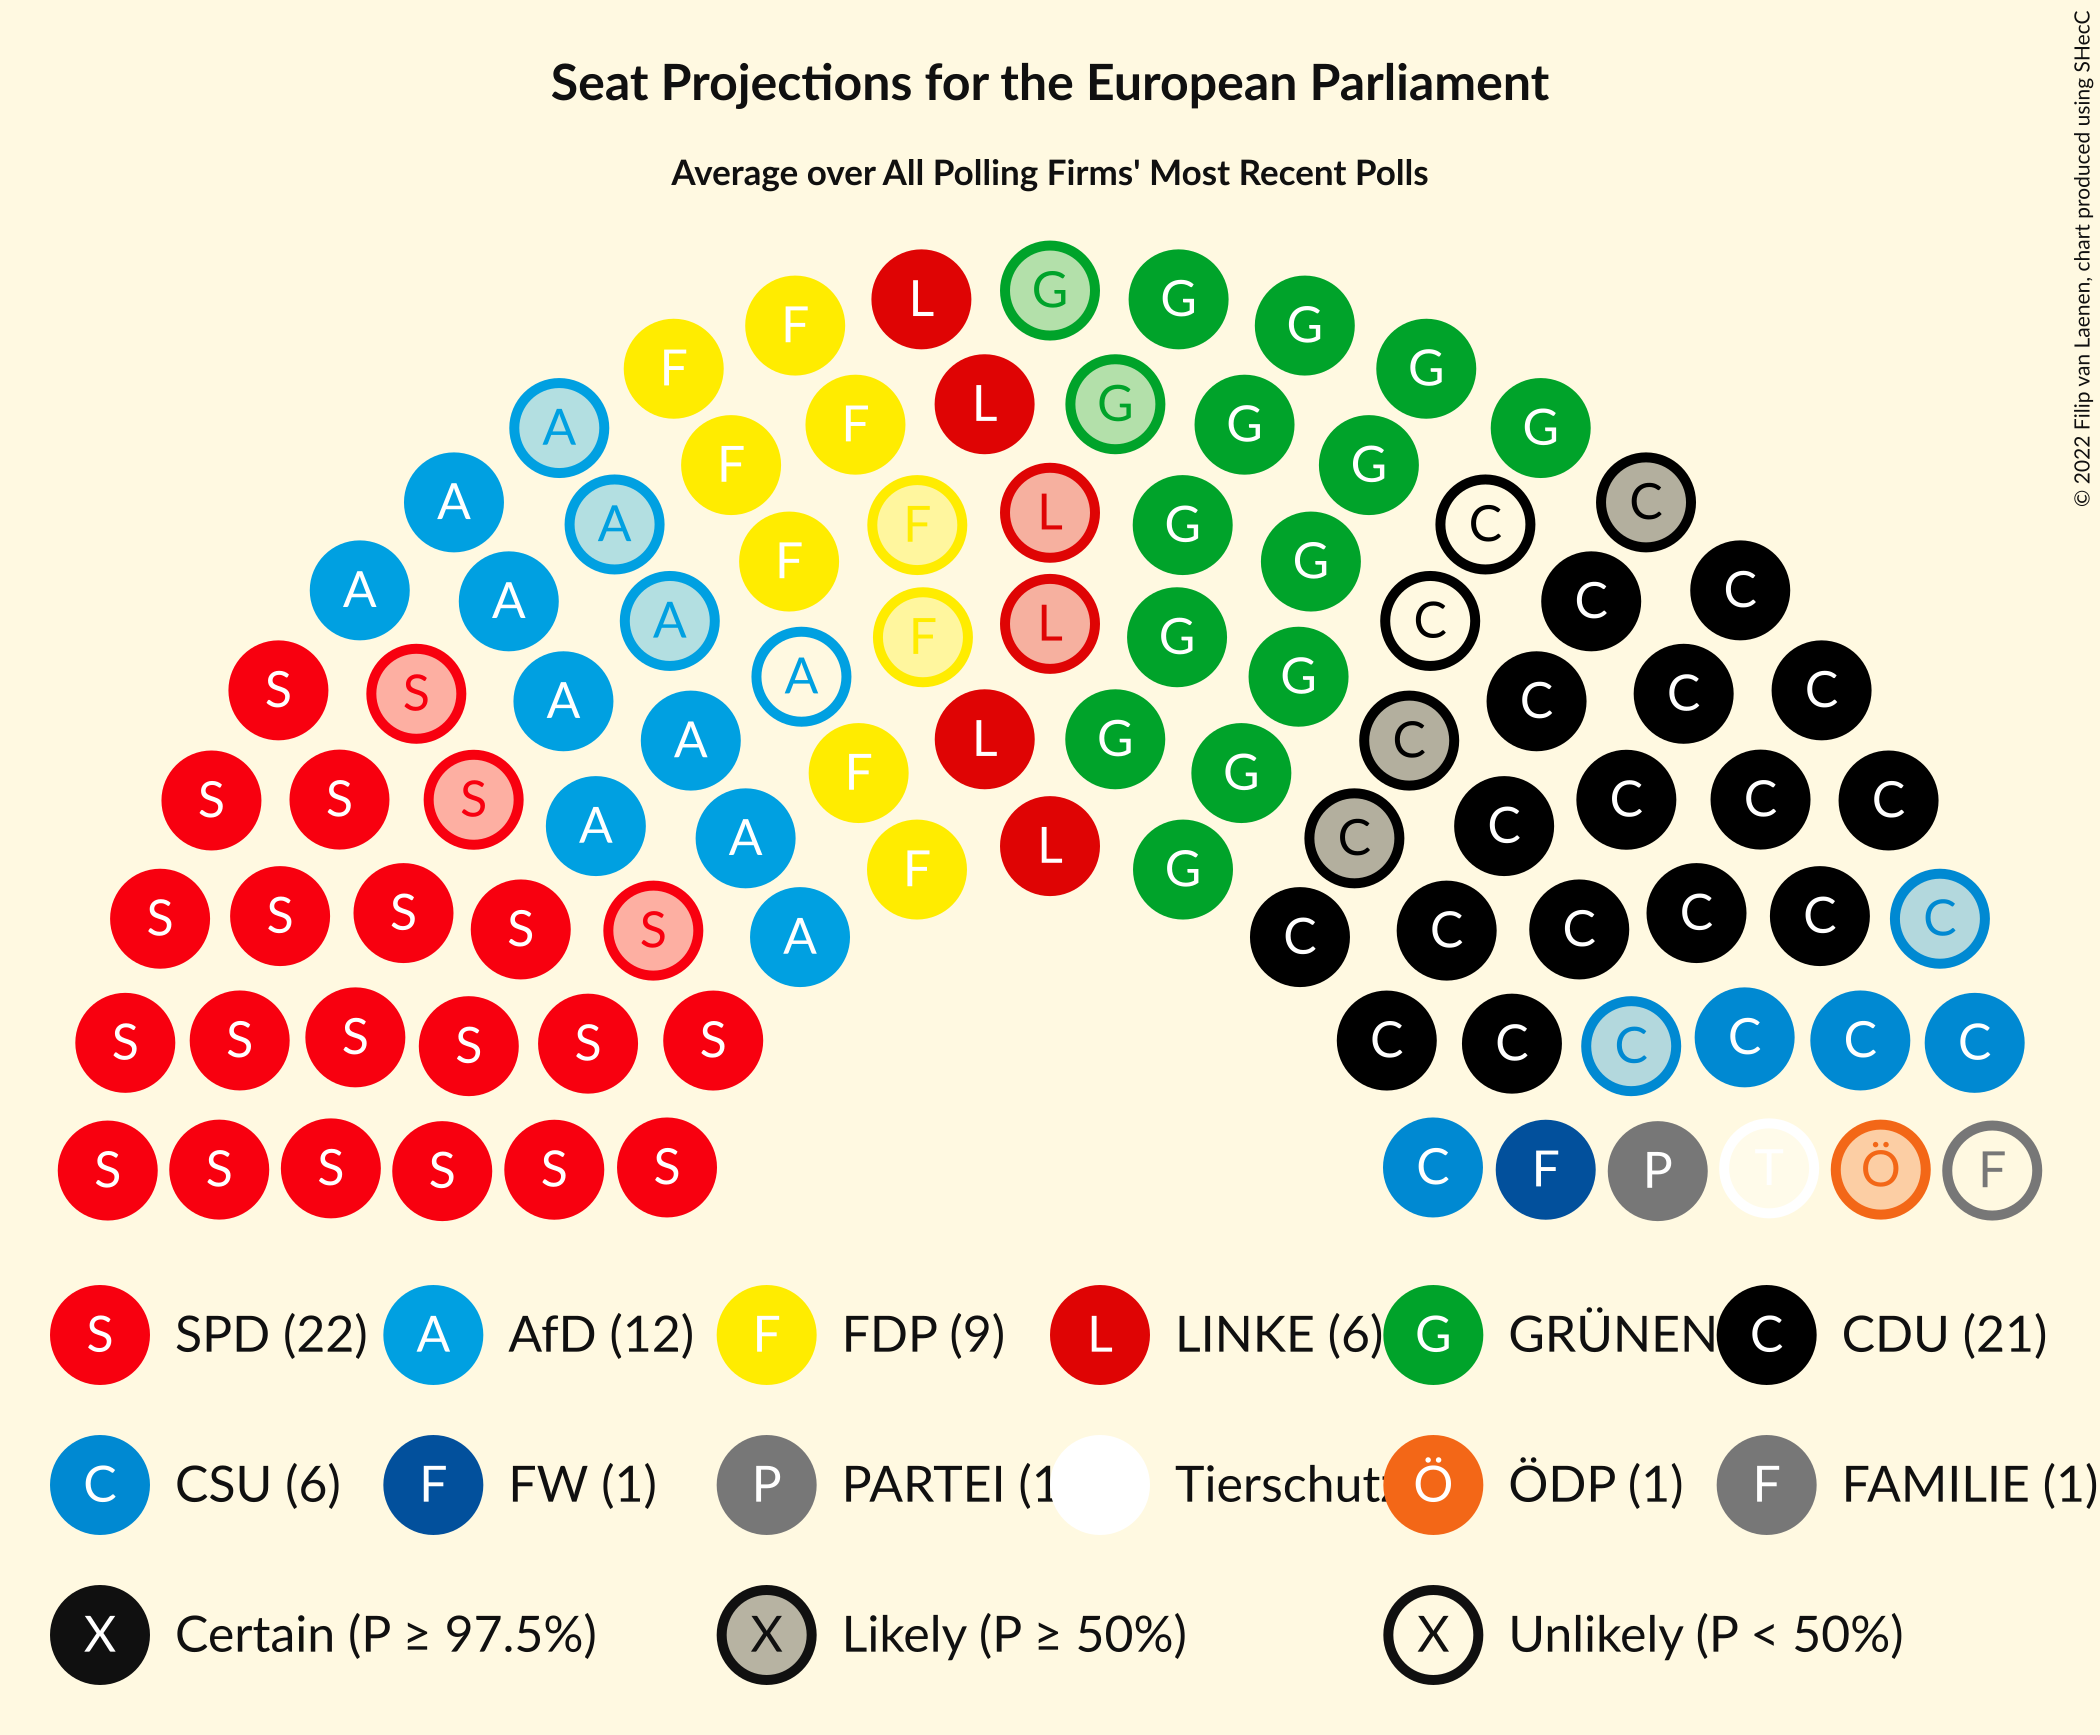 Seat Projections for the European Parliament
Average over All Polling Firms' Most Recent Polls
© 2022 Filip van Laenen, chart produced using SHecC
G
L G
F G
F G
A L G G
F G
F G
A C
F F L G C
A C
A F G
A C C
A F L G C
S A A G C C
S A F L G C C C
A G C
S S S F G C C C
A A L C C
F G
S S S S S A C C C C C C
S S S S S S C C C C C C
S S S S S S C F P T Ö F
S SPD (22) A AfD (12) F FDP (9) L LINKE (6) G GRÜNEN C CDU (21)
C CSU (6) F FW (1) P PARTEI (1 Tierschutz Ö ÖDP (1) F FAMILIE (1)
X Certain (P ≥ 97.5%) X Likely (P ≥ 50%) X Unlikely (P < 50%)